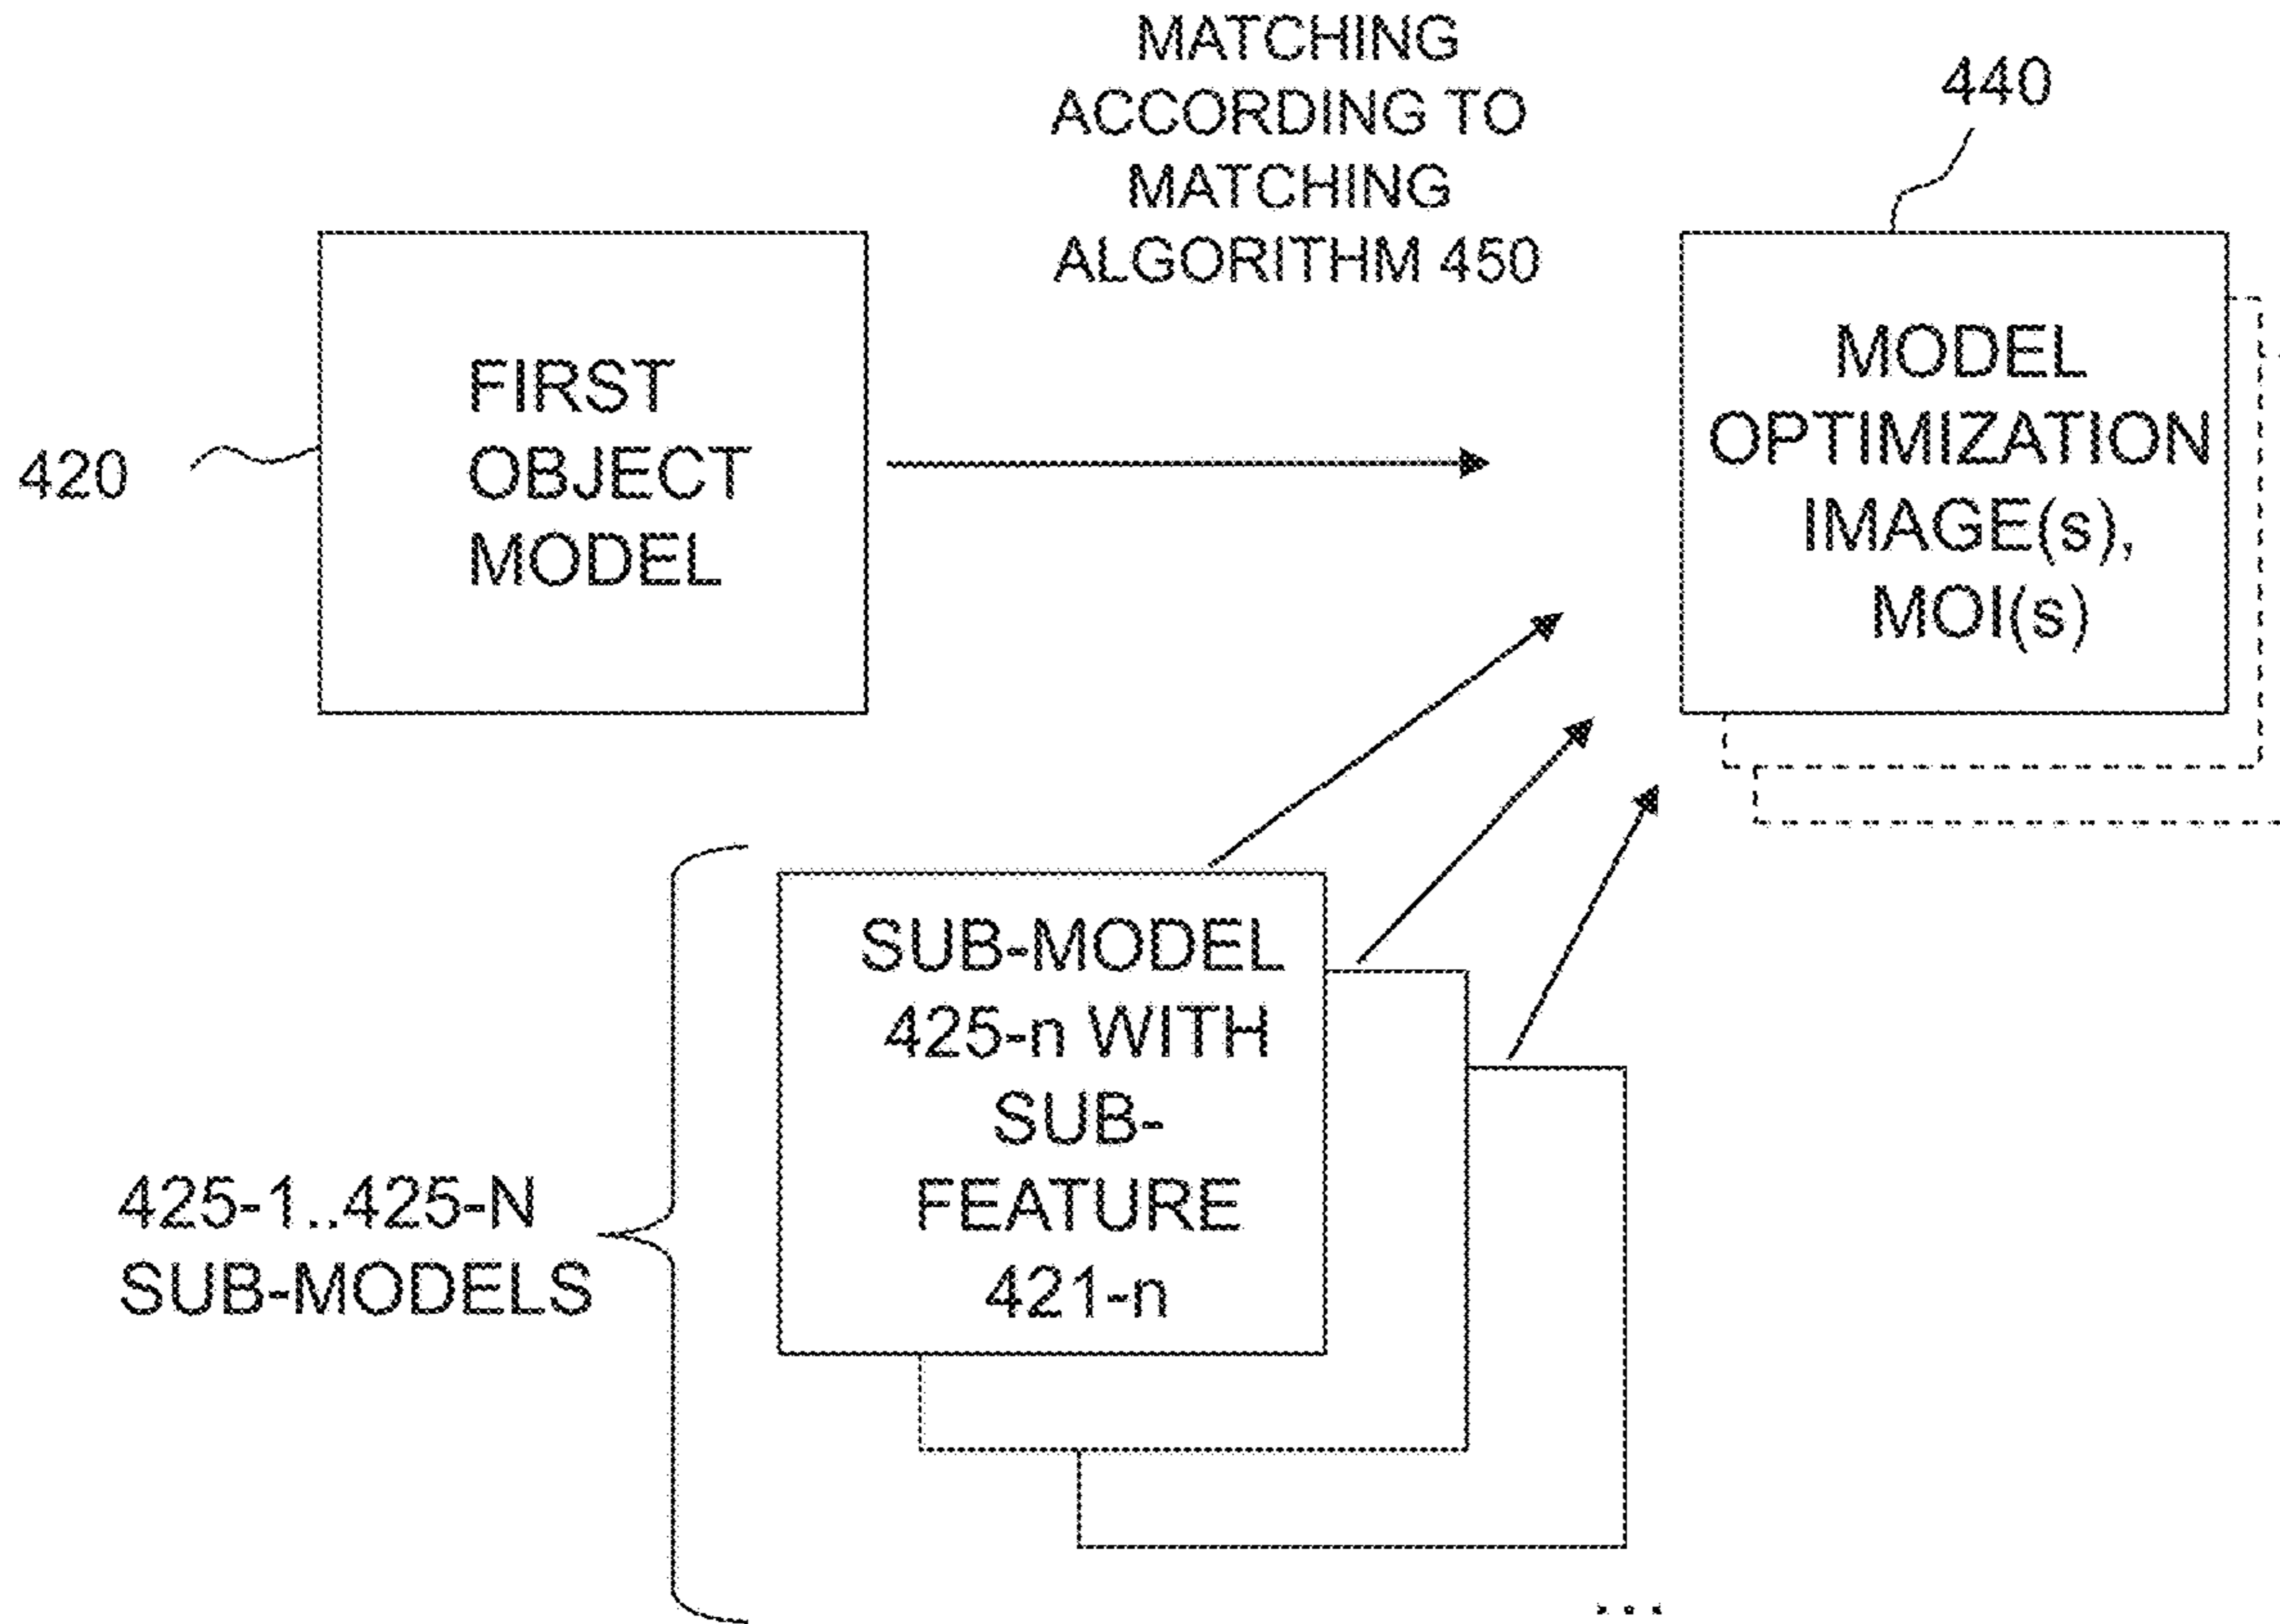 MATCHING
ACCORDING TO
MATCHING
ALGORITHM 450
440
420
FIRST
OBJECT
MODEL
MODEL
OPTIMIZATION
IMAGE(s),
MOI(s)
425-1..425-N
SUB-MODELS
SUB-MODEL
425-n WITH
SUB-
FEATURE
421-n
...